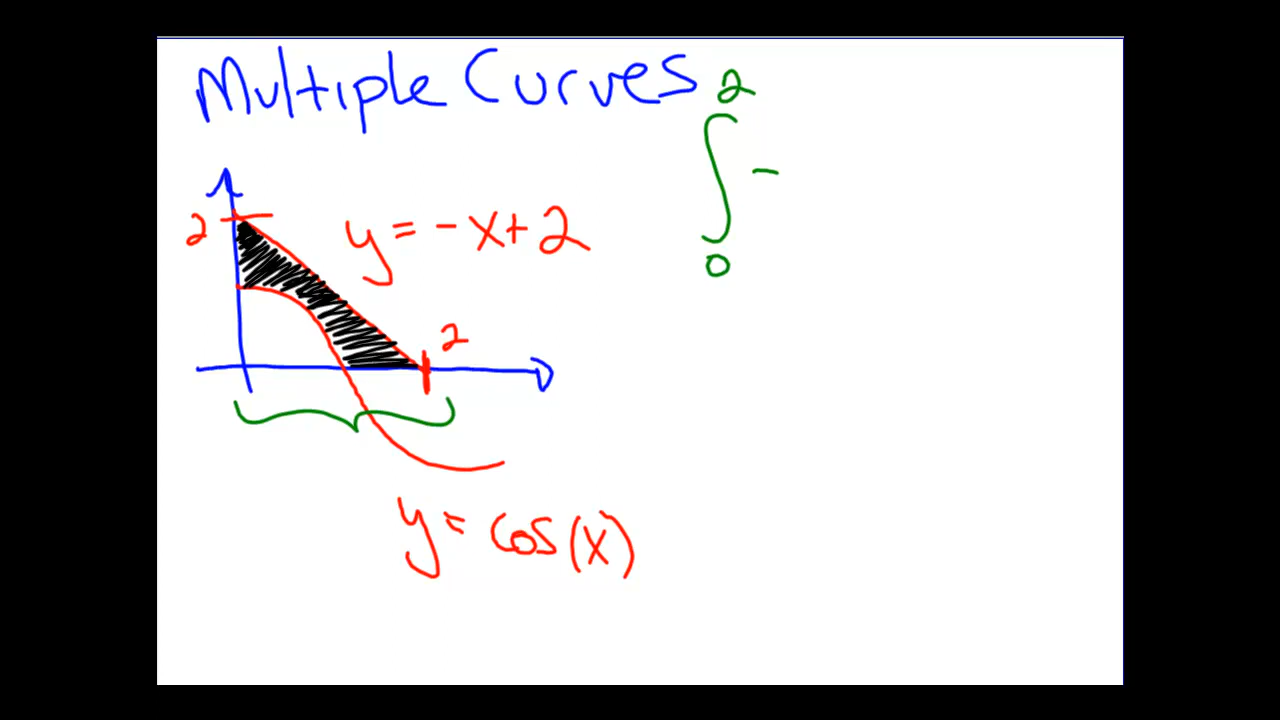 Multiple Curves
2
∫ -
0
2
y = -x+2
2
y = cos(x)